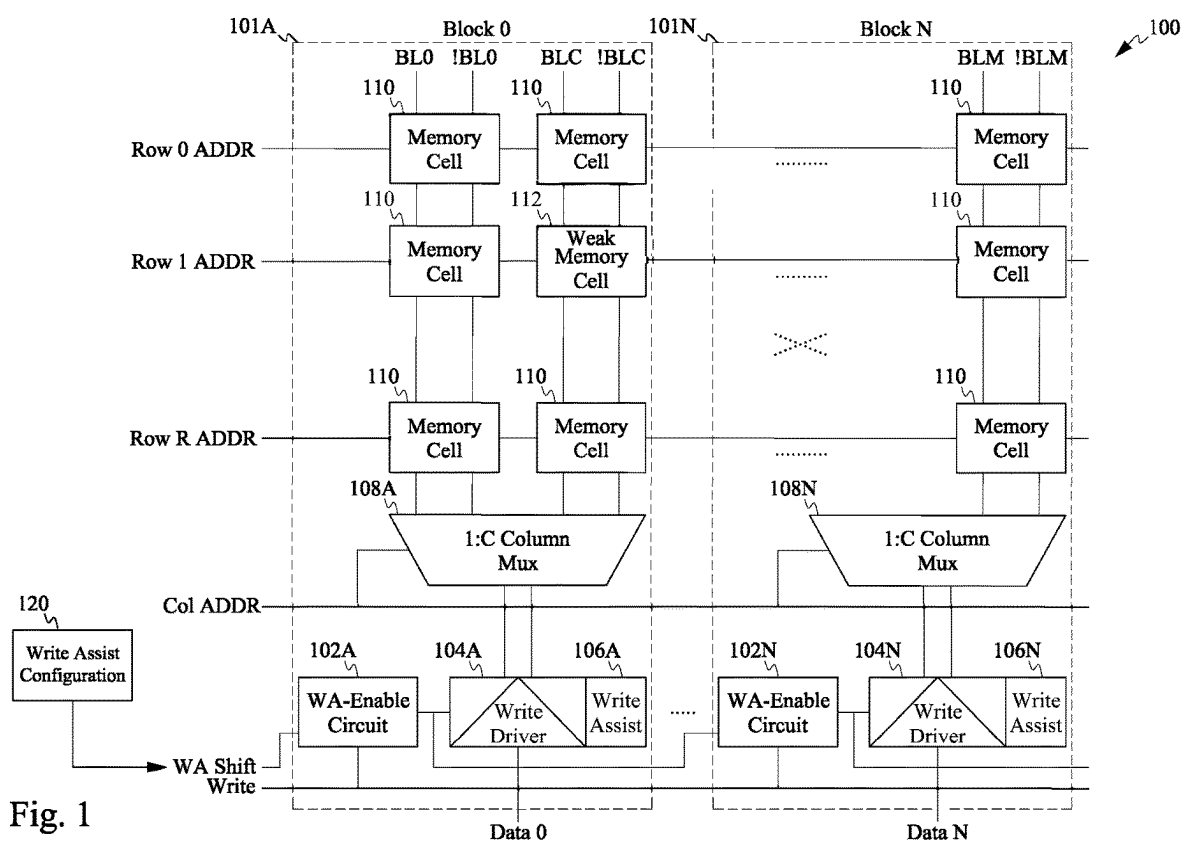 101A
Block 0
101N
Block N
100
BL0 !BL0 BLC !BLC
BLM !BLM
110
110
110
Row 0 ADDR
Memory Cell
Memory Cell
Memory Cell
110
112
110
Row 1 ADDR
Memory Cell
Weak Memory Cell
Memory Cell
110
110
110
Row R ADDR
Memory Cell
Memory Cell
Memory Cell
108A
108N
1:C Column Mux
1:C Column Mux
Col ADDR
120
Write Assist Configuration
102A
104A
106A
102N
104N
106N
WA-Enable Circuit
Write Driver
Write Assist
WA-Enable Circuit
Write Driver
Write Assist
WA Shift
Write
Fig. 1
Data 0
Data N